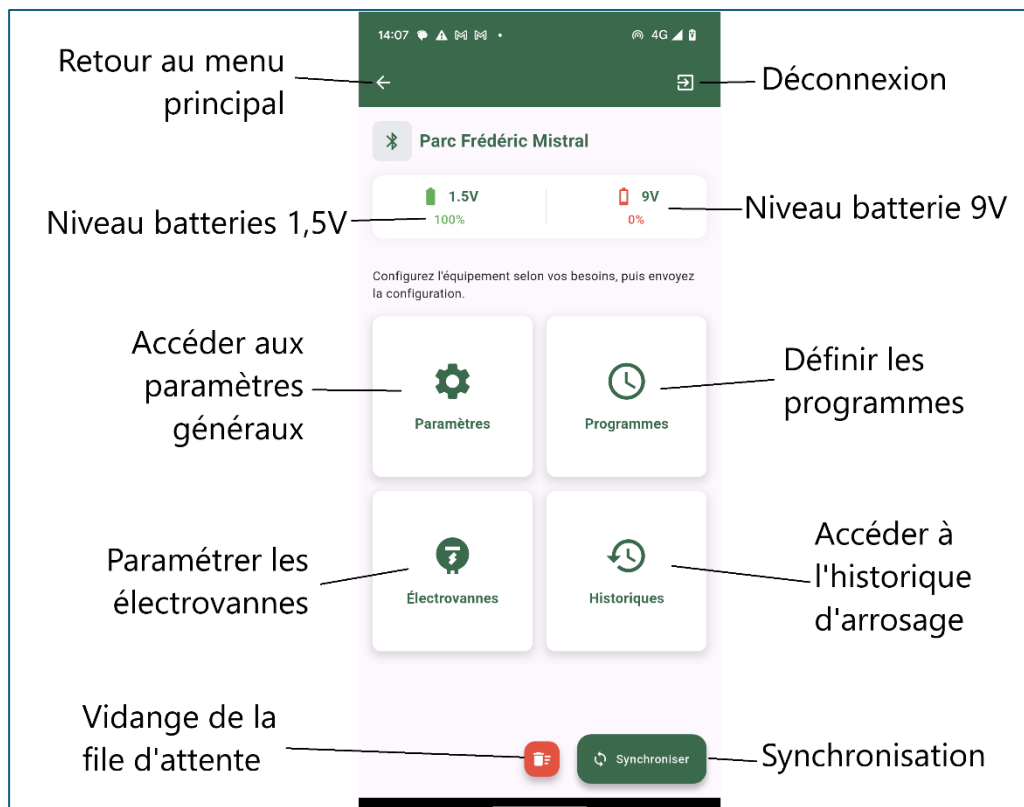 14:07
4G
Retour au menu
principal
Déconnexion
Parc Frédéric Mistral
1.5V
9V
100%
0%
Niveau batteries 1,5V
Niveau batterie 9V
Configurez l'équipement selon vos besoins, puis envoyez
la configuration.
Accéder aux
paramètres
généraux
Paramètres
Programmes
Définir les
programmes
Paramétrer les
électrovannes
Électrovannes
Historiques
Accéder à
l'historique
d'arrosage
Vidange de la
file d'attente
Synchroniser
Synchronisation